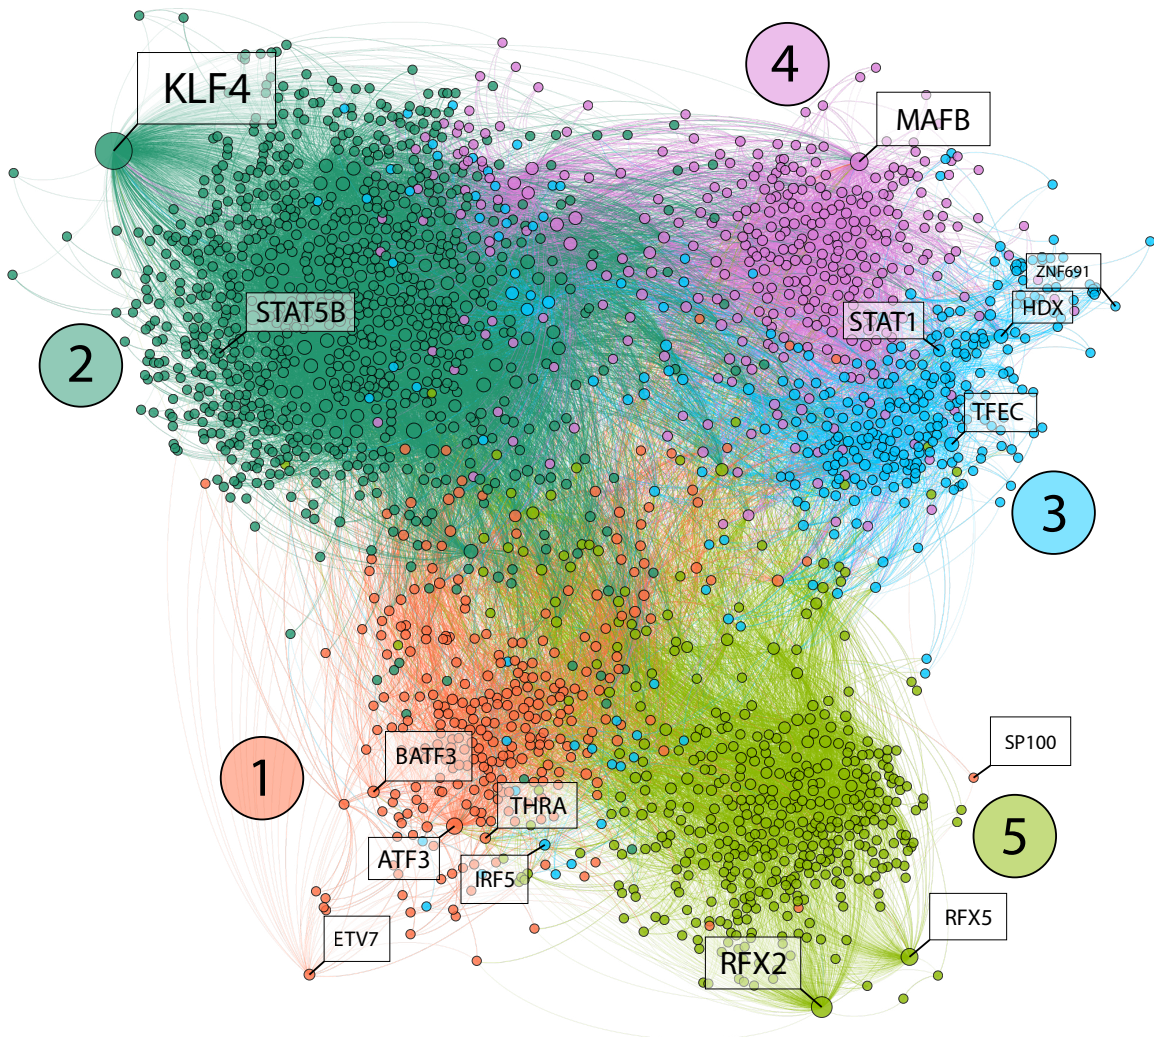 4
KLF4
MAFB
ZNF691
HDX
STAT5B
STAT1
2
TFEC
3
SP100
BATF3
1
THRA
5
ATF3
IRF5
RFX5
ETV7
RFX2